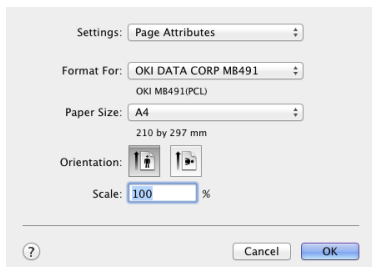 Settings: Page Attributes
Format For: OKI DATA CORP MB491
OKI MB491(PCL)
Paper Size: A4
210 by 297 mm
Orientation:
Scale: 100 %
? Cancel OK